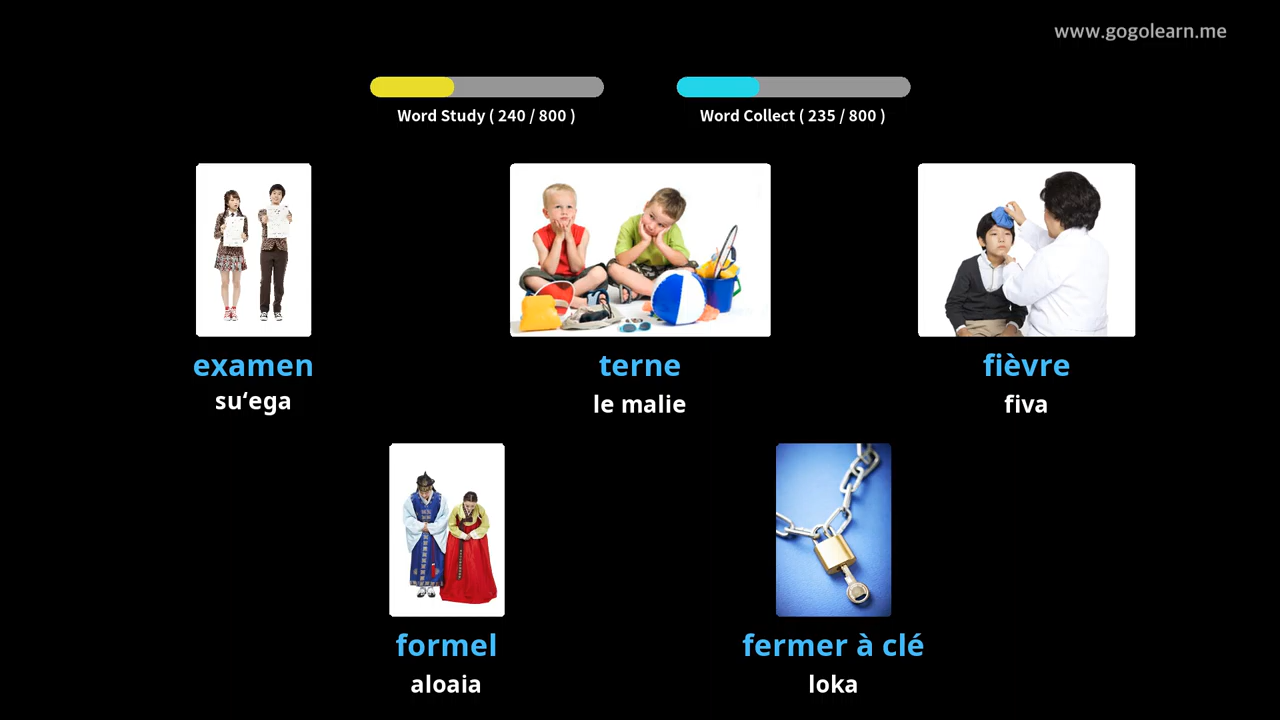 www.gogolearn.me
Word Study ( 240 / 800 )
Word Collect ( 235 / 800 )
examen
su‘ega
terne
le malie
fièvre
fiva
formel
aloaia
fermer à clé
loka